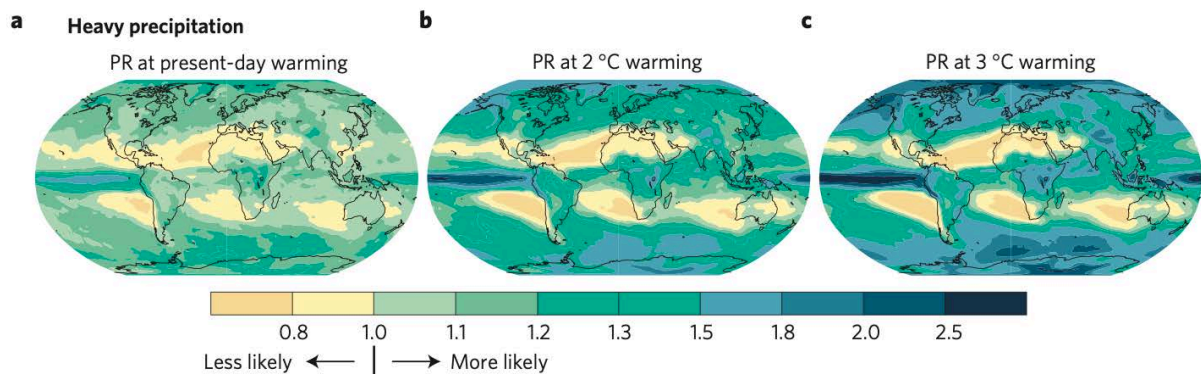 a
Heavy precipitation
PR at present-day warming
b
PR at 2 °C warming
c
PR at 3 °C warming
0.8 1.0 1.1 1.2 1.3 1.5 1.8 2.0 2.5
Less likely ← | → More likely